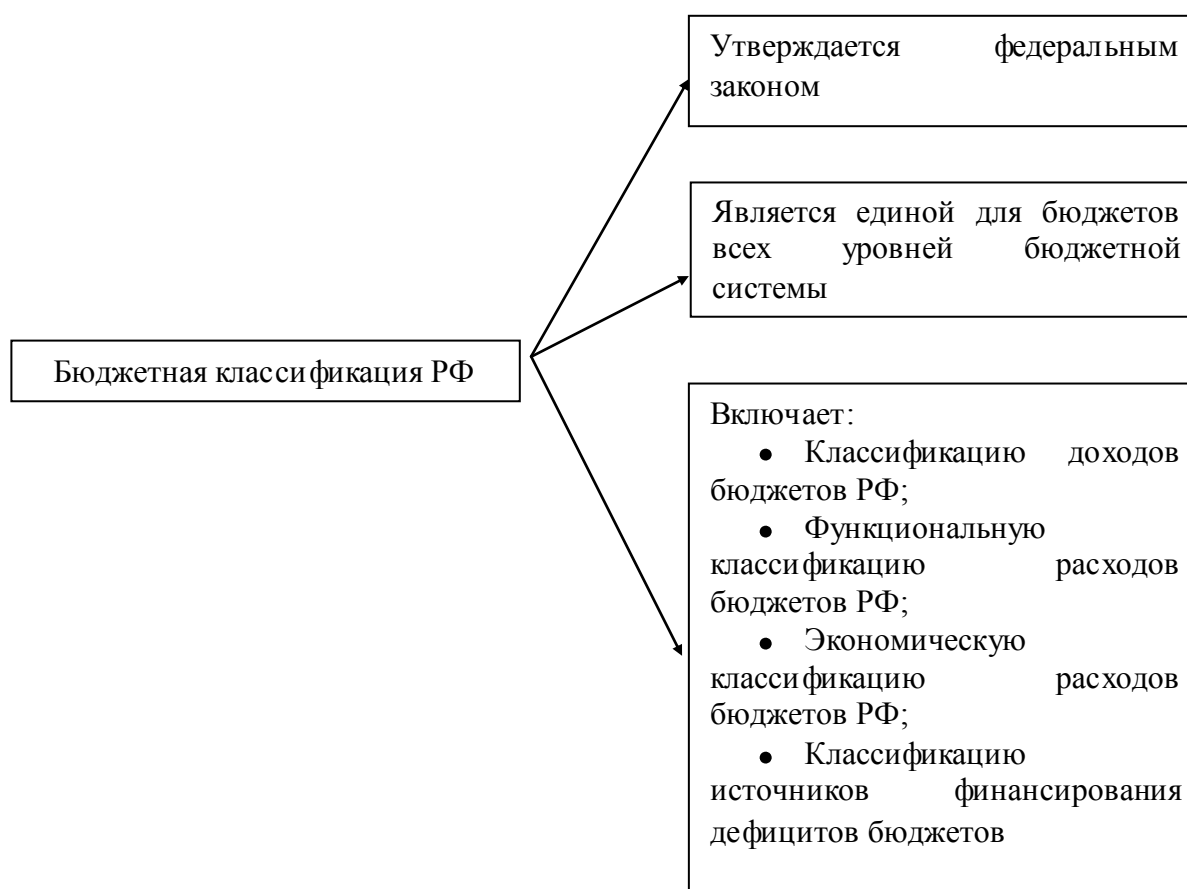 Утверждается федеральным
законом
Является единой для бюджетов
всех уровней бюджетной
системы
Бюджетная классификация РФ
Включает:
• Классификацию доходов
бюджетов РФ;
• Функциональную
классификацию расходов
бюджетов РФ;
• Экономическую
классификацию расходов
бюджетов РФ;
• Классификацию
источников финансирования
дефицитов бюджетов